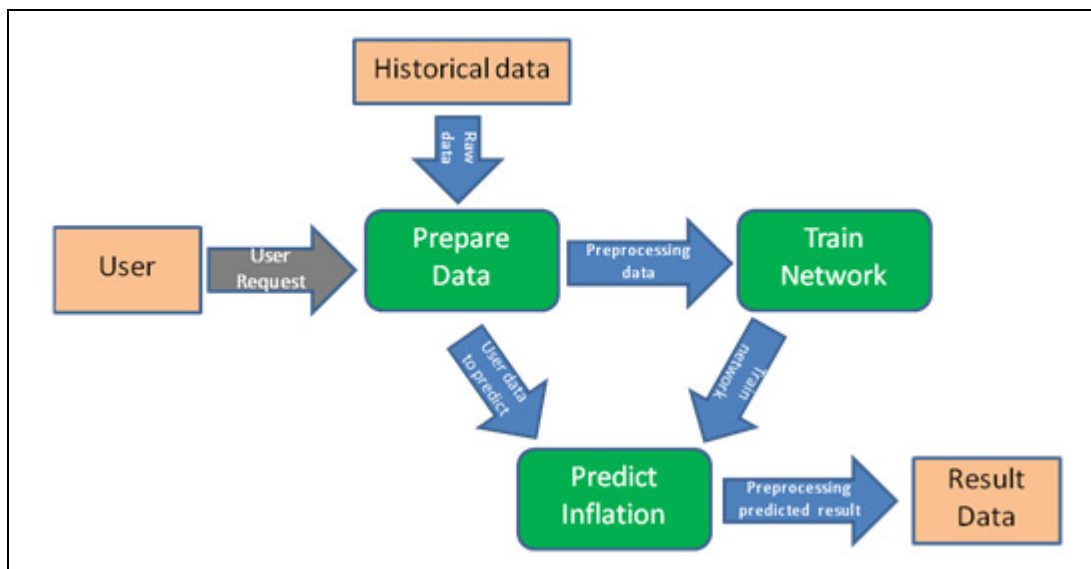 Historical data
Raw
data
User
User
Request
Prepare
Data
Preprocessing
data
Train
Network
User data
to predict
Train
network
Predict
Inflation
Preprocessing
predicted result
Result
Data